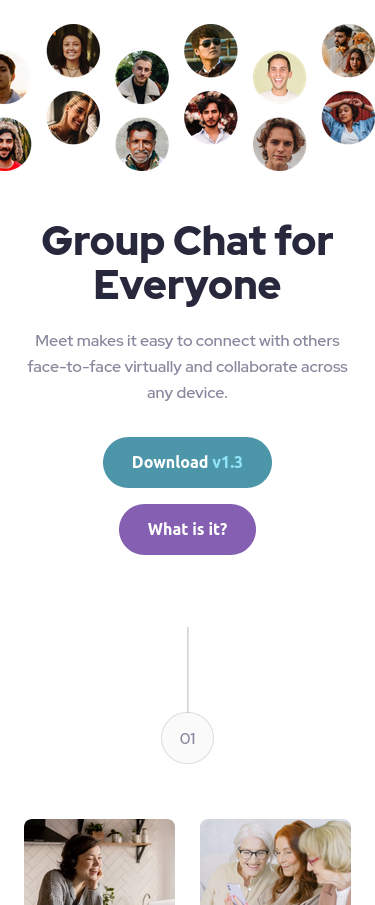 Group Chat for
Everyone
Meet makes it easy to connect with others
face-to-face virtually and collaborate across
any device.
Download v1.3
What is it?
01